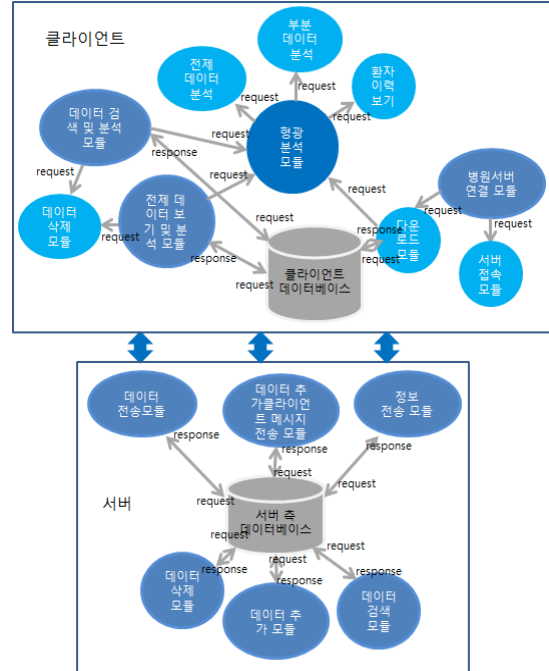 클라이언트
부분
데이터
분석
전체
데이터
분석
환자
이력
보기
request
request
request
데이터 검
색 및 분석
모듈
형광
분석
모듈
request
response
request
request
데이터
삭제
모듈
request
전체 데
이터 보
기 및 분
석 모듈
response
request
request
request
클라이언트
데이터베이스
response
request
다운
로드
모듈
병원서버
연결 모듈
request
request
서버
접속
모듈
서버
데이터
전송모듈
데이터 추
가클라이언
트 메시지
전송 모듈
정보
전송 모듈
response
response
response
request
request
request
서버 측
데이터베이스
request
request
request
response
response
response
데이터
삭제
모듈
데이터 추
가 모듈
데이터
검색
모듈